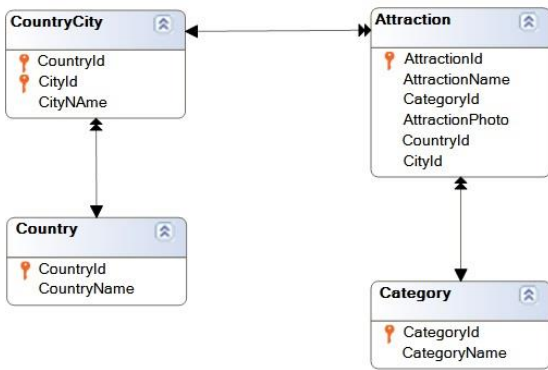 CountryCity
CountryId
CityId
CityNAme
Attraction
AttractionId
AttractionName
CategoryId
AttractionPhoto
CountryId
CityId
Country
CountryId
CountryName
Category
CategoryId
CategoryName